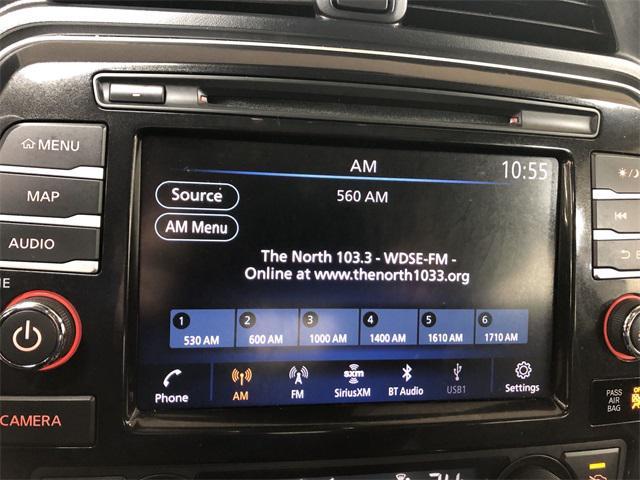 MENU
MAP
AUDIO
CAMERA
AM
10:55
Source
560 AM
AM Menu
The North 103.3 - WDSE-FM -
Online at www.thenorth1033.org
1 2 3 4 5 6
530 AM 600 AM 1000 AM 1400 AM 1610 AM 1710 AM
sxm
Phone AM FM SiriusXM BT Audio USB1 Settings
PASS
AIR
BAG